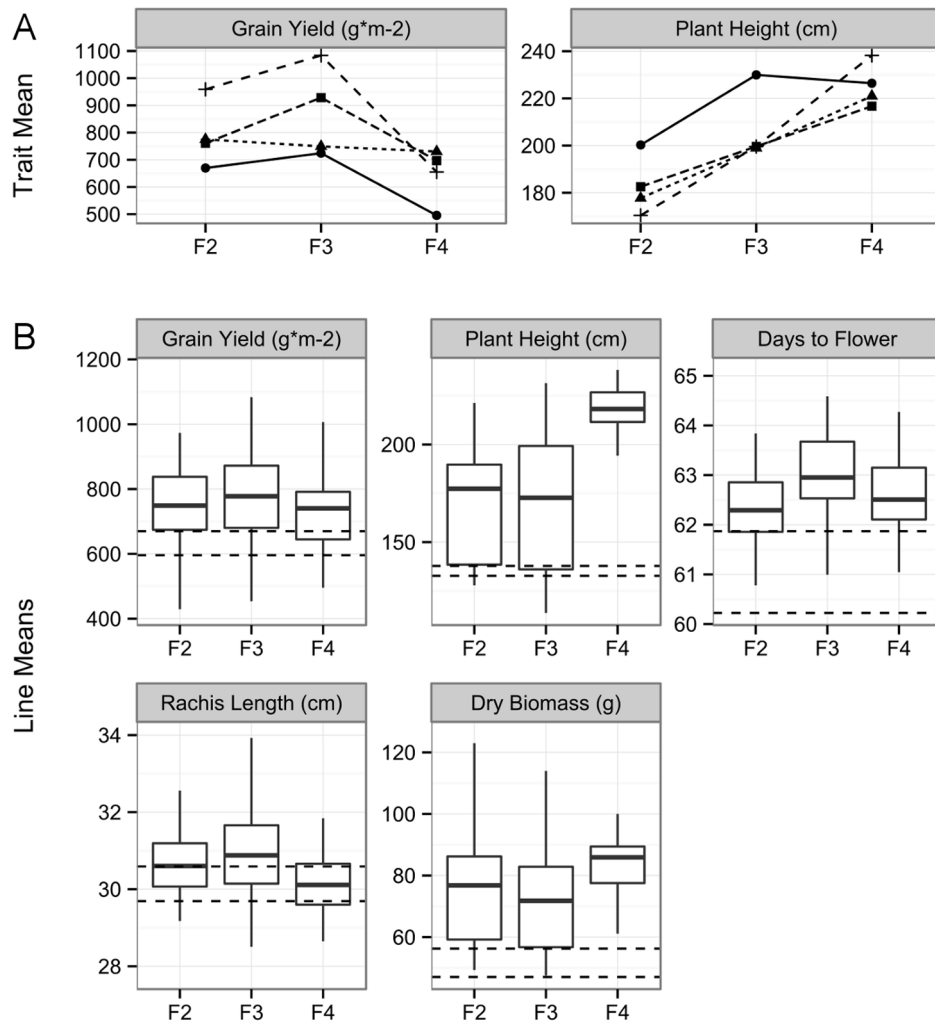 A
Grain Yield (g*m-2)
Plant Height (cm)
Trait Mean
1100
1000
900
800
700
600
500
240
220
200
180
F2
F3
F4
F2
F3
F4
B
Grain Yield (g*m-2)
Plant Height (cm)
Days to Flower
Line Means
1200
1000
800
600
400
200
150
65
64
63
62
61
60
F2
F3
F4
F2
F3
F4
F2
F3
F4
Rachis Length (cm)
Dry Biomass (g)
34
32
30
28
120
100
80
60
F2
F3
F4
F2
F3
F4